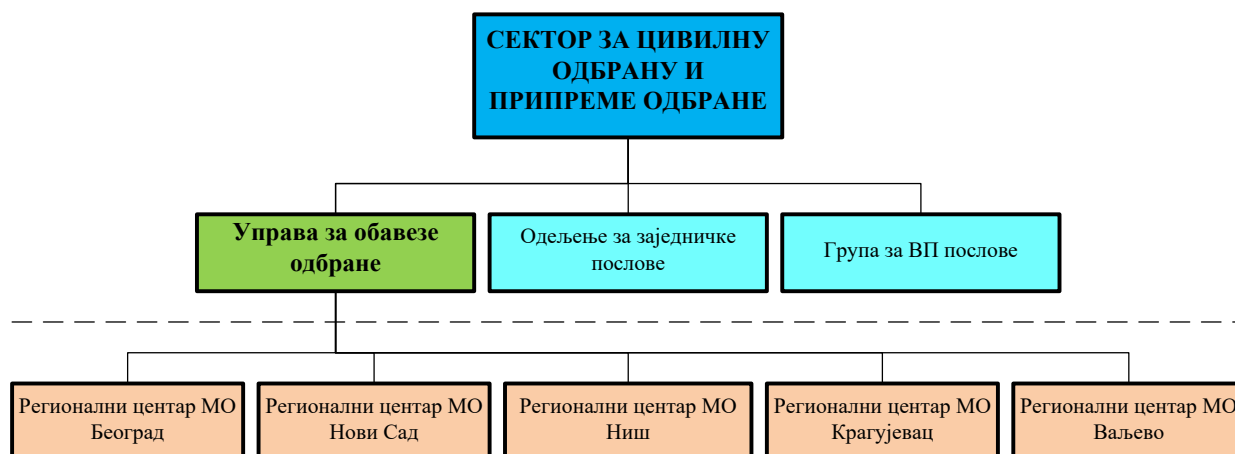 СЕКТОР ЗА ЦИВИЛНУ
ОДБРАНУ И
ПРИПРЕМЕ ОДБРАНЕ
Управа за обавезе
одбране
Одељење за заједничке
послове
Група за ВП послове
Регионални центар МО
Београд
Регионални центар МО
Нови Сад
Регионални центар МО
Ниш
Регионални центар МО
Крагујевац
Регионални центар МО
Ваљево